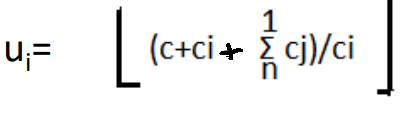 uᵢ= ⌊ (c+ci + 1 Σ n cj)/ci ⌋